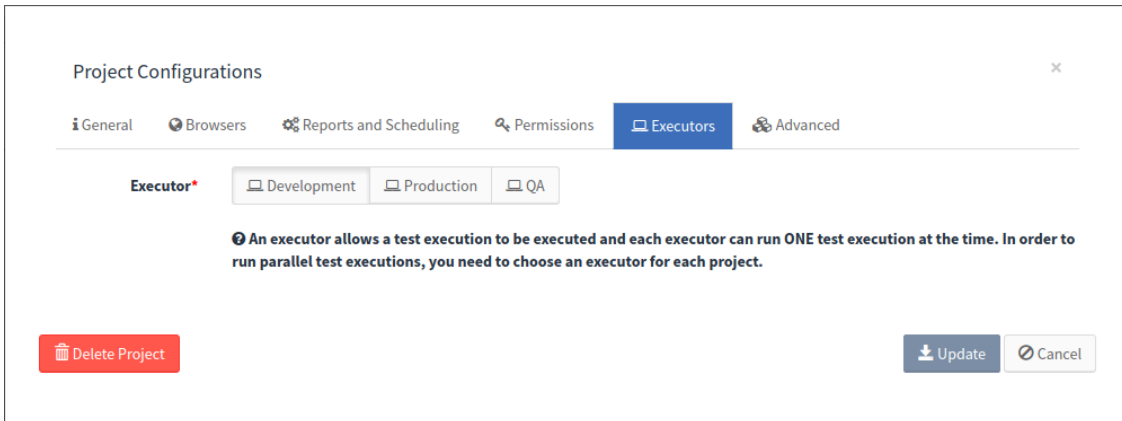 Project Configurations
×
General Browsers Reports and Scheduling Permissions Executors Advanced
Executor* Development Production QA
An executor allows a test execution to be executed and each executor can run ONE test execution at the time. In order to
run parallel test executions, you need to choose an executor for each project.
Delete Project Update Cancel